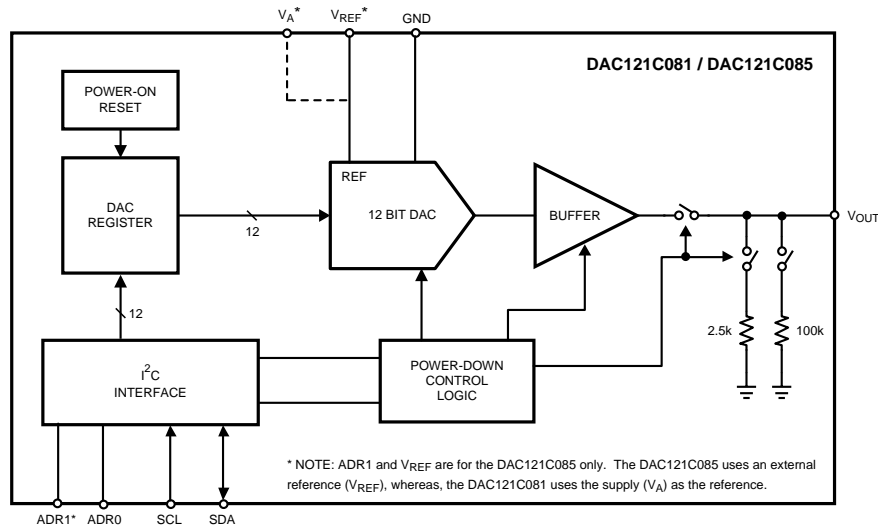 VA* VREF* GND
DAC121C081 / DAC121C085
POWER-ON
RESET
REF
DAC
REGISTER
12 BIT DAC
BUFFER
VOUT
12
12
2.5k
100k
I2C
INTERFACE
POWER-DOWN
CONTROL
LOGIC
* NOTE: ADR1 and VREF are for the DAC121C085 only. The DAC121C085 uses an external
reference (VREF), whereas, the DAC121C081 uses the supply (VA) as the reference.
ADR1* ADR0 SCL SDA